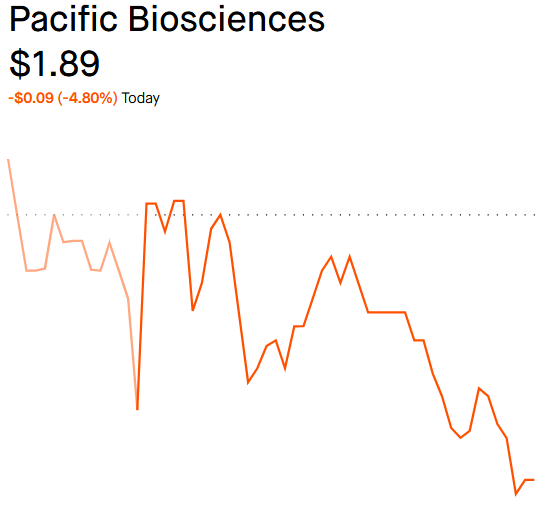 Pacific Biosciences
$1.89
-$0.09 (-4.80%) Today